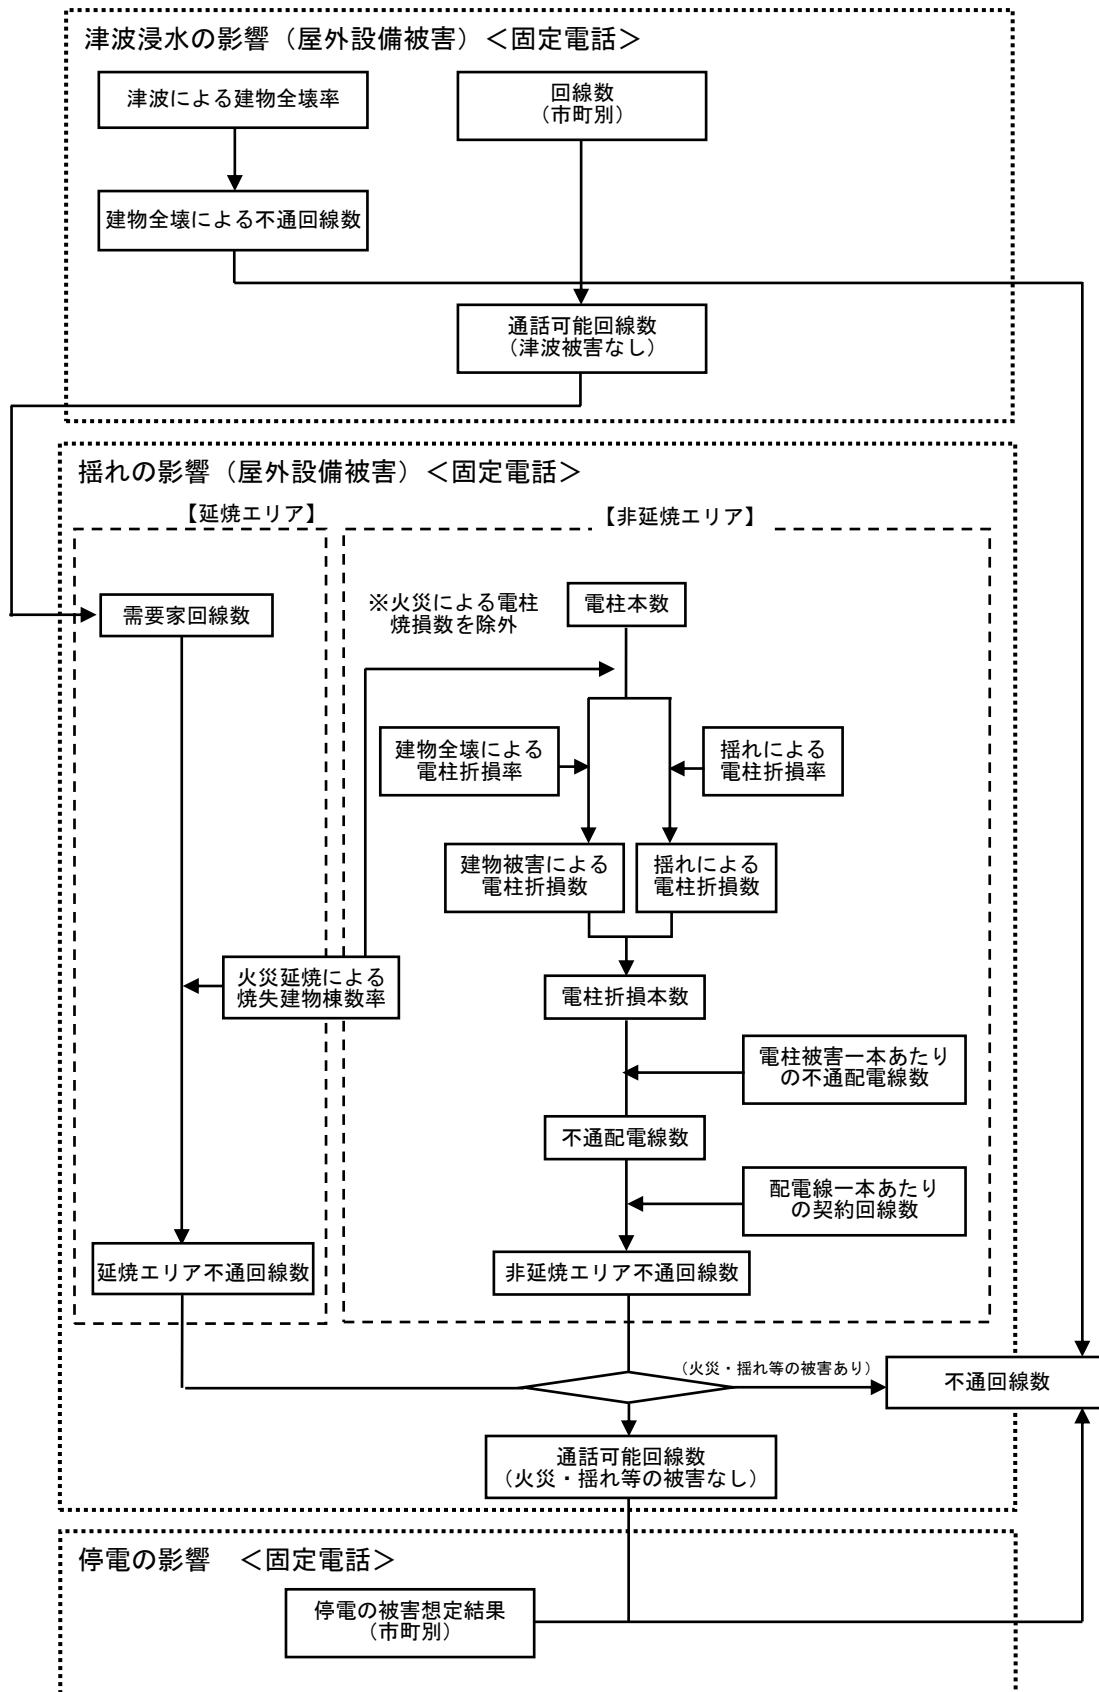 津波浸水の影響（屋外設備被害）＜固定電話＞
津波による建物全壊率
回線数
（市町別）
建物全壊による不通回線数
通話可能回線数
（津波被害なし）
揺れの影響（屋外設備被害）＜固定電話＞
【延焼エリア】
【非延焼エリア】
需要家回線数
※火災による電柱
焼損数を除外
電柱本数
建物全壊による
電柱折損率
揺れによる
電柱折損率
建物被害による
電柱折損数
揺れによる
電柱折損数
火災延焼による
焼失建物棟数率
電柱折損本数
電柱被害一本あたり
の不通配電線数
不通配電線数
配電線一本あたり
の契約回線数
延焼エリア不通回線数
非延焼エリア不通回線数
（火災・揺れ等の被害あり）
不通回線数
通話可能回線数
（火災・揺れ等の被害なし）
停電の影響　＜固定電話＞
停電の被害想定結果
（市町別）